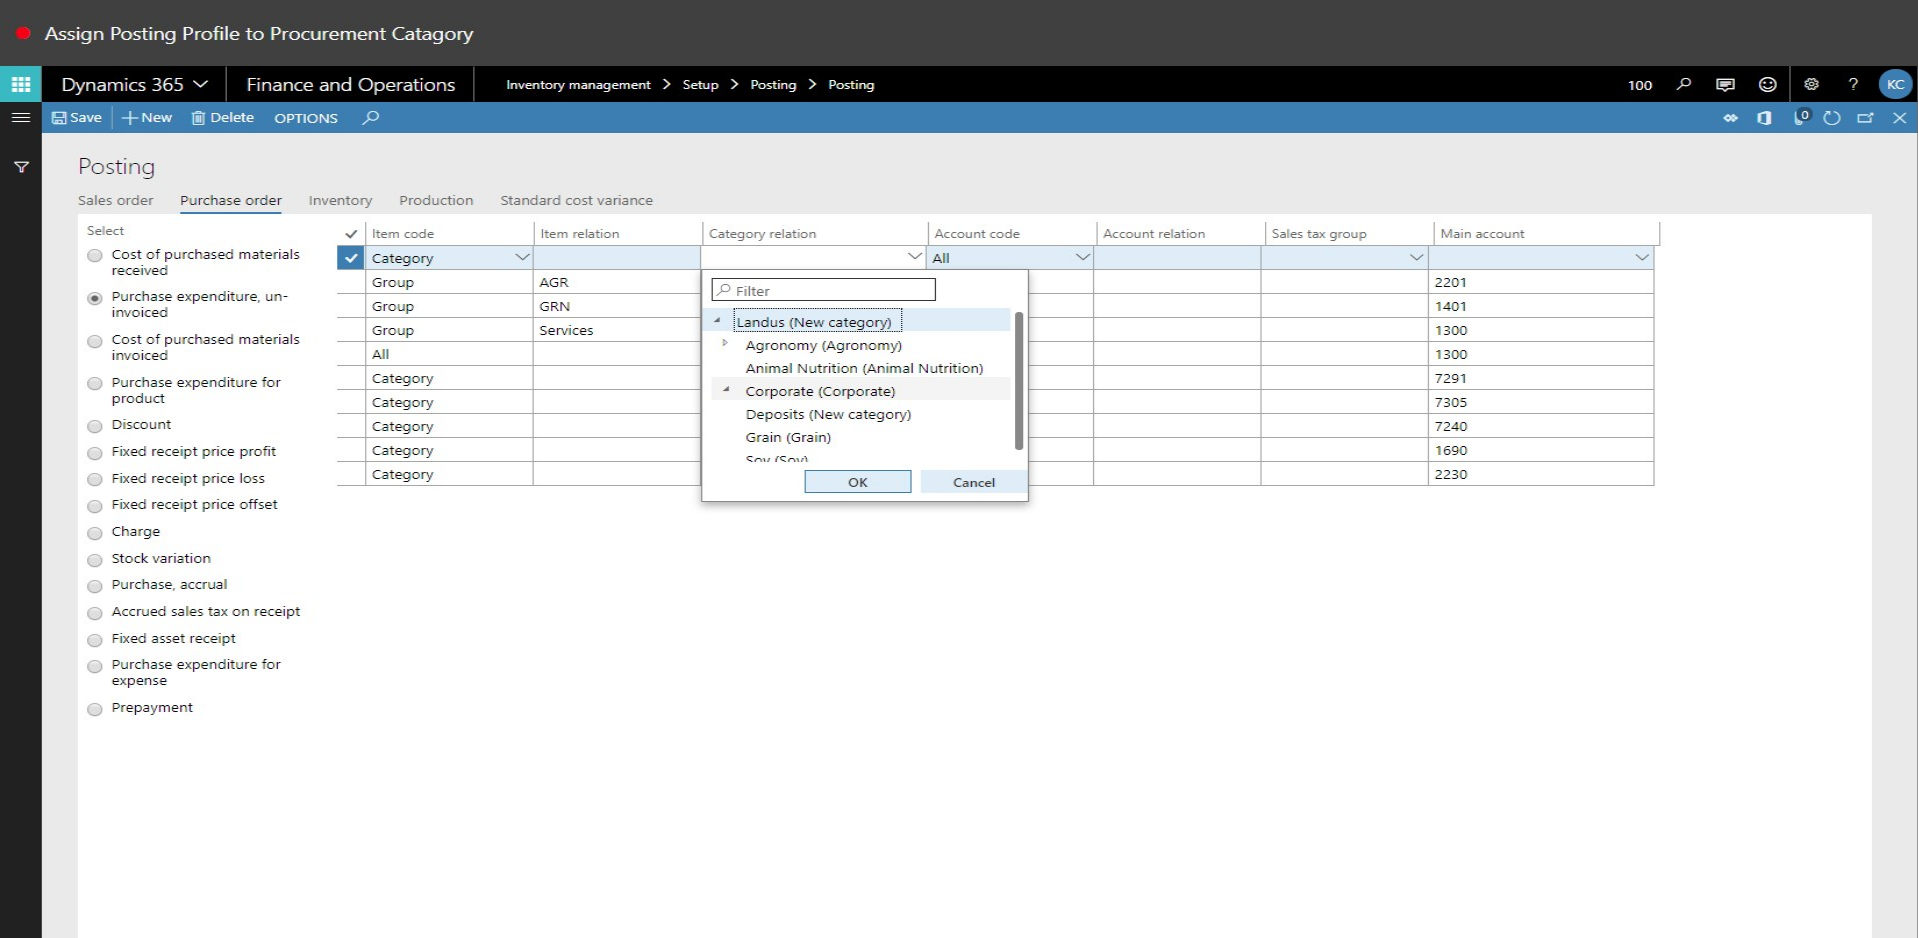 Assign Posting Profile to Procurement Catagory
Dynamics 365 Finance and Operations Inventory management > Setup > Posting > Posting 100 ? KC
Save New Delete OPTIONS 0
Posting
Sales order Purchase order Inventory Production Standard cost variance
Select
Cost of purchased materials
received
Purchase expenditure, un-
invoiced
Cost of purchased materials
invoiced
Purchase expenditure for
product
Discount
Fixed receipt price profit
Fixed receipt price loss
Fixed receipt price offset
Charge
Stock variation
Purchase, accrual
Accrued sales tax on receipt
Fixed asset receipt
Purchase expenditure for
expense
Prepayment
Item code Item relation Category relation Account code Account relation Sales tax group Main account
Category All
Group AGR 2201
Group GRN 1401
Group Services 1300
All 1300
Category 7291
Category 7305
Category 7240
Category 1690
Category 2230
Filter
Landus (New category)
Agronomy (Agronomy)
Animal Nutrition (Animal Nutrition)
Corporate (Corporate)
Deposits (New category)
Grain (Grain)
Soy (Soy)
OK Cancel